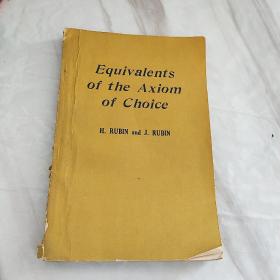 Equivalents
of the Axiom
of Choice
H. RUBIN and J. RUBIN